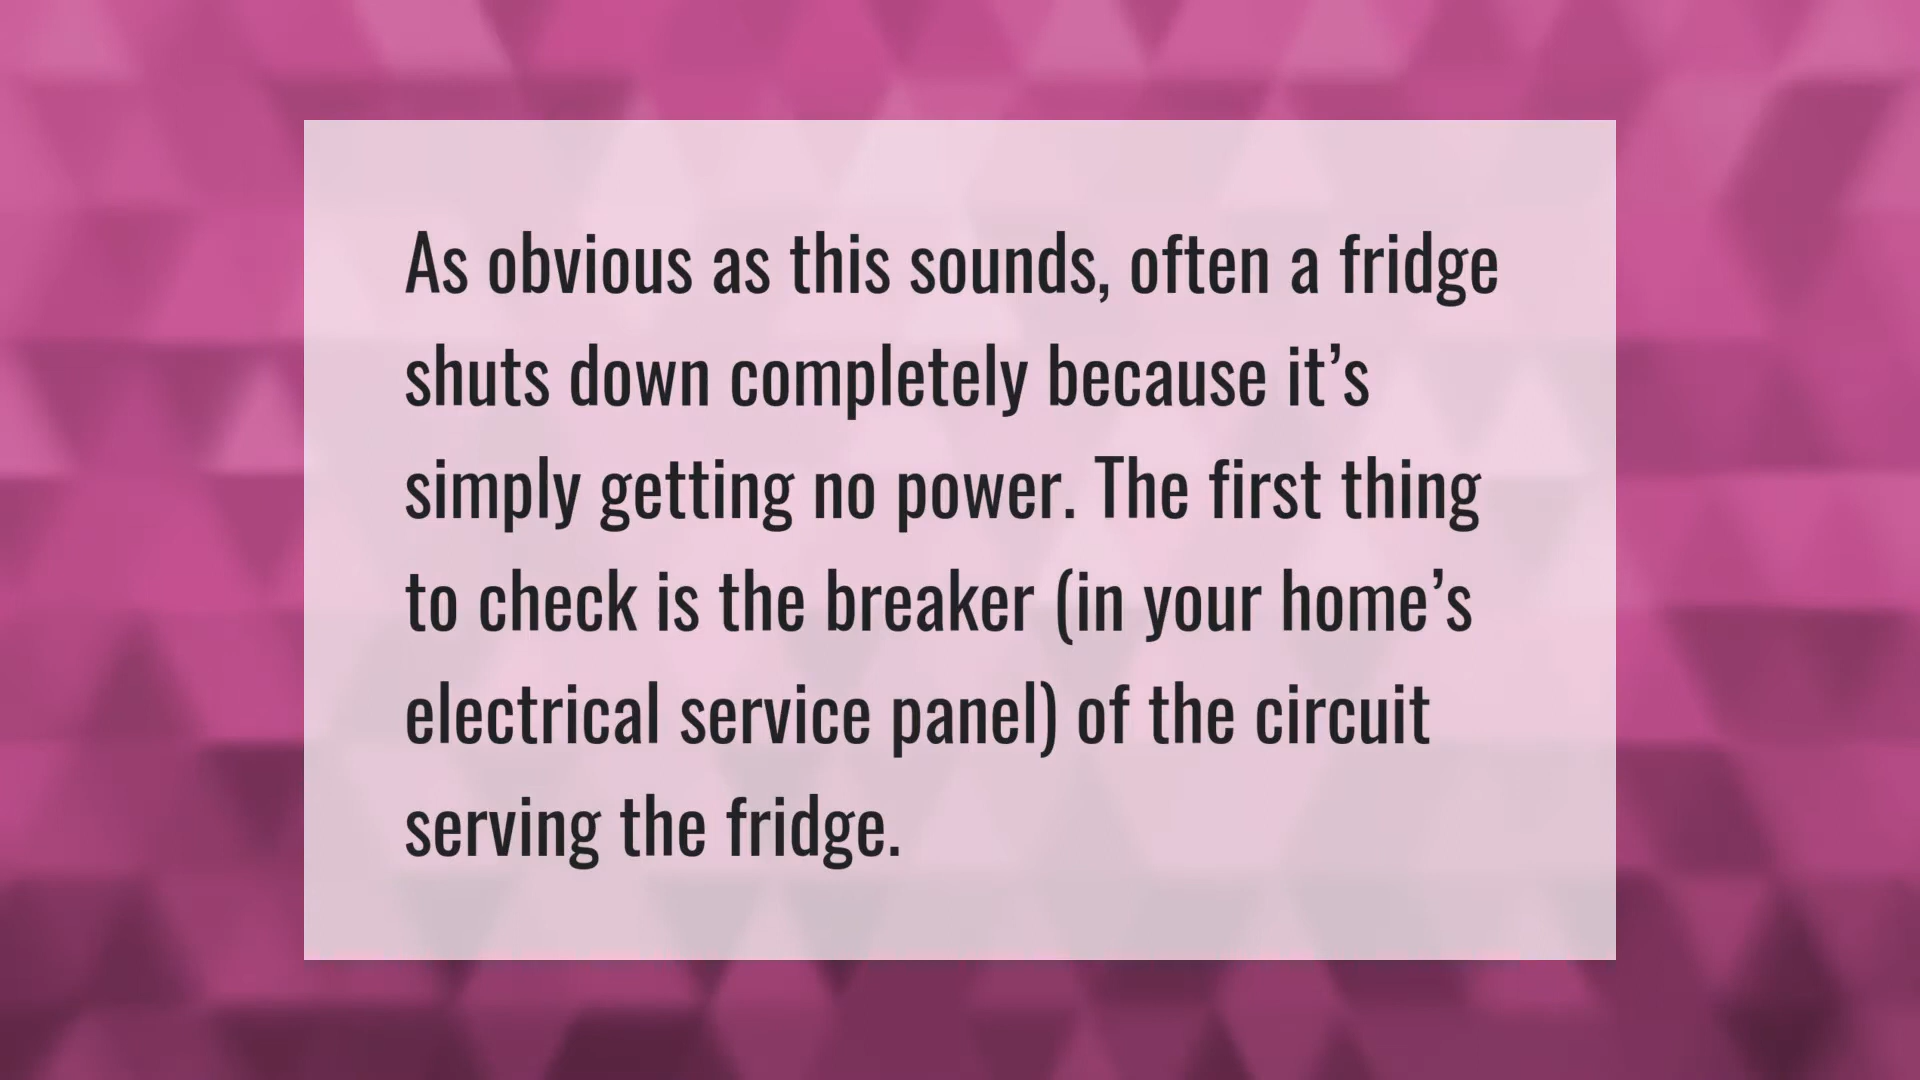 As obvious as this sounds, often a fridge
shuts down completely because it’s
simply getting no power. The first thing
to check is the breaker (in your home’s
electrical service panel) of the circuit
serving the fridge.